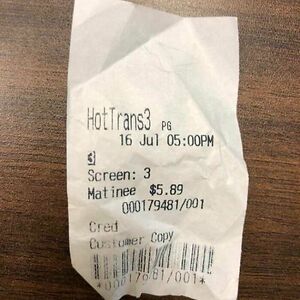 HotTrans3 PG
16 Jul 05:00PM
3
Screen: 3
Matinee $5.89
000179481/001
Cred
Customer Copy
*000179481/001*